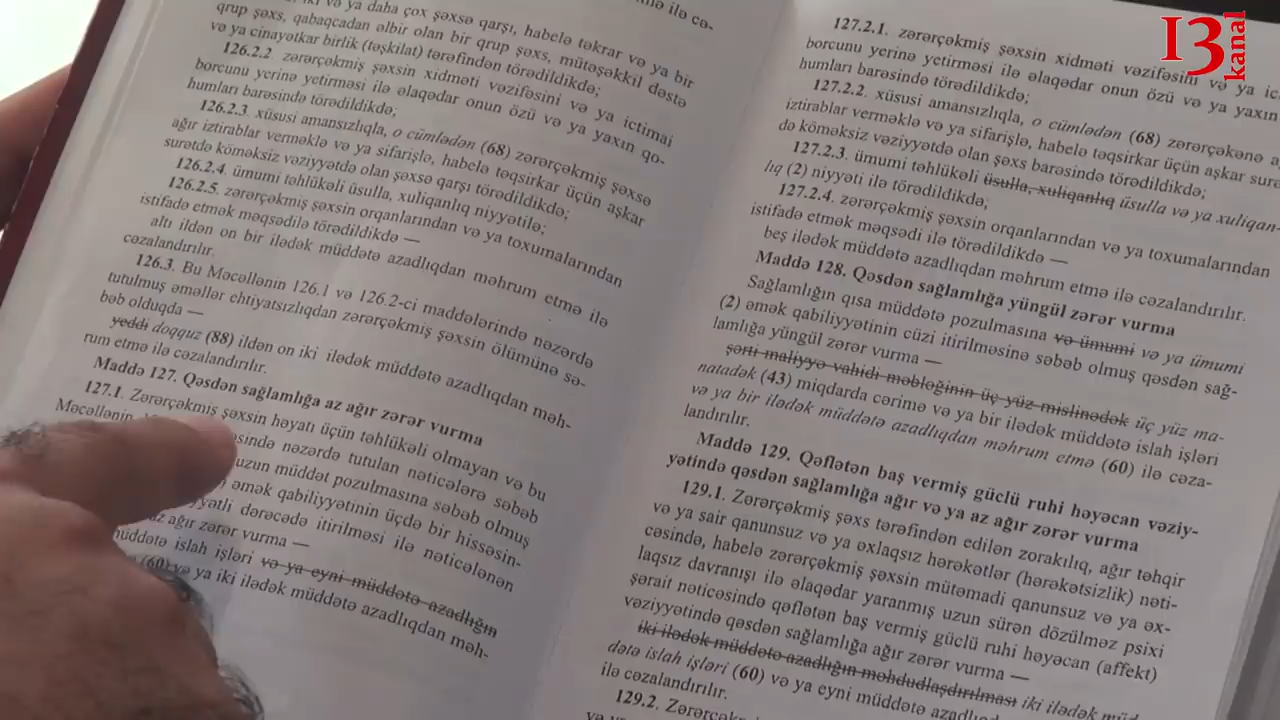 və ya daha çox şəxsə qarşı, habelə təkrar və ya bir
qrup şəxs, qabaqcadan əlbir olan bir qrup şəxs, mütəşəkkil dəstə
və ya cinayətkar birlik (təşkilat) tərəfindən törədildikdə;
126.2.2 zərərçəkmiş şəxsin xidməti vəzifəsini və ya ictimai
borcunu yerinə yetirməsi ilə əlaqədar onun özü və ya yaxın qo-
humları barəsində törədildikdə;
126.2.3. xüsusi amansızlıqla, o cümlədən (68) zərərçəkmiş şəxsə
ağır iztirablar verməklə və ya sifarişlə, habelə təqsirkar üçün aşkar
surətdə köməksiz vəziyyətdə olan şəxsə qarşı törədildikdə;
126.2.4. ümumi təhlükəli üsulla, xuliqanlıq niyyətilə;
126.2.5. zərərçəkmiş şəxsin orqanlarından və ya toxumalarından
istifadə etmək məqsədilə törədildikdə —
altı ildən on bir ilədək müddətə azadlıqdan məhrum etmə ilə
cəzalandırılır.
126.3. Bu Məcəllənin 126.1 və 126.2-ci maddələrində nəzərdə
tutulmuş əməllər ehtiyatsızlıqdan zərərçəkmiş şəxsin ölümünə sə-
bəb olduqda —
yeddi doqquz (88) ildən on iki ilədək müddətə azadlıqdan məh-
rum etmə ilə cəzalandırılır.
Maddə 127. Qəsdən sağlamlığa az ağır zərər vurma
127.1. Zərərçəkmiş şəxsin həyatı üçün təhlükəli olmayan və bu
Məcəllənin nəzərdə tutulan nəticələrə səbəb
uzun müddət pozulmasına səbəb olmuş
əmək qabiliyyətinin üçdə bir hissəsin-
dərəcədə itirilməsi ilə nəticələnən
az ağır zərər vurma —
müddətə islah işləri və ya eyni müddətə azadlığın
(60) və ya iki ilədək müddətə azadlıqdan məh-
ilə cə-
127.2.1. zərərçəkmiş şəxsin xidməti vəzifəsini və ya
borcunu yerinə yetirməsi ilə əlaqədar onun özü və ya yaxın
humları barəsində törədildikdə;
127.2.2. xüsusi amansızlıqla, o cümlədən (68) zərərçəkənə
iztirablar verməklə və ya sifarişlə, habelə təqsirkar üçün aşkar
də köməksiz vəziyyətdə olan şəxs barəsində törədildikdə;
127.2.3. ümumi təhlükəli üsulla, xuliqanlıq üsulla və ya xuliqan-
lıq (2) niyyəti ilə törədildikdə;
127.2.4. zərərçəkmiş şəxsin orqanlarından və ya toxumalarından
istifadə etmək məqsədi ilə törədildikdə —
beş ilədək müddətə azadlıqdan məhrum etmə ilə cəzalandırılır.
Maddə 128. Qəsdən sağlamlığa yüngül zərər vurma
Sağlamlığın qısa müddətə pozulmasına və ümumi və ya ümumi
(2) əmək qabiliyyətinin cüzi itirilməsinə səbəb olmuş qəsdən sağ-
lamlığa yüngül zərər vurma —
şərti maliyyə vahidi məbləğinin üç yüz mislinədək üç yüz ma-
natadək (43) miqdarda cərimə və ya bir ilədək müddətə islah işləri
və ya bir ilədək müddətə azadlıqdan məhrum etmə (60) ilə cəza-
landırılır.
Maddə 129. Qəflətən baş vermiş güclü ruhi həyəcan vəziy-
yətində qəsdən sağlamlığa ağır və ya az ağır zərər vurma
129.1. Zərərçəkmiş şəxs tərəfindən edilən zorakılıq, ağır təhqir
və ya sair qanunsuz və ya əxlaqsız hərəkətlər (hərəkətsizlik) nəti-
cəsində, habelə zərərçəkmiş şəxsin mütəmadi qanunsuz və ya əx-
laqsız davranışı ilə əlaqədar yaranmış uzun sürən dözülməz psixi
şərait nəticəsində qəflətən baş vermiş güclü ruhi həyəcan (affekt)
vəziyyətində qəsdən sağlamlığa ağır zərər vurma —
iki ilədək müddətə azadlığın məhdudlaşdırılması iki ilədək müd-
dətə islah işləri (60) və ya eyni müddətə
ilə cəzalandırılır.
129.2.
13
kanal